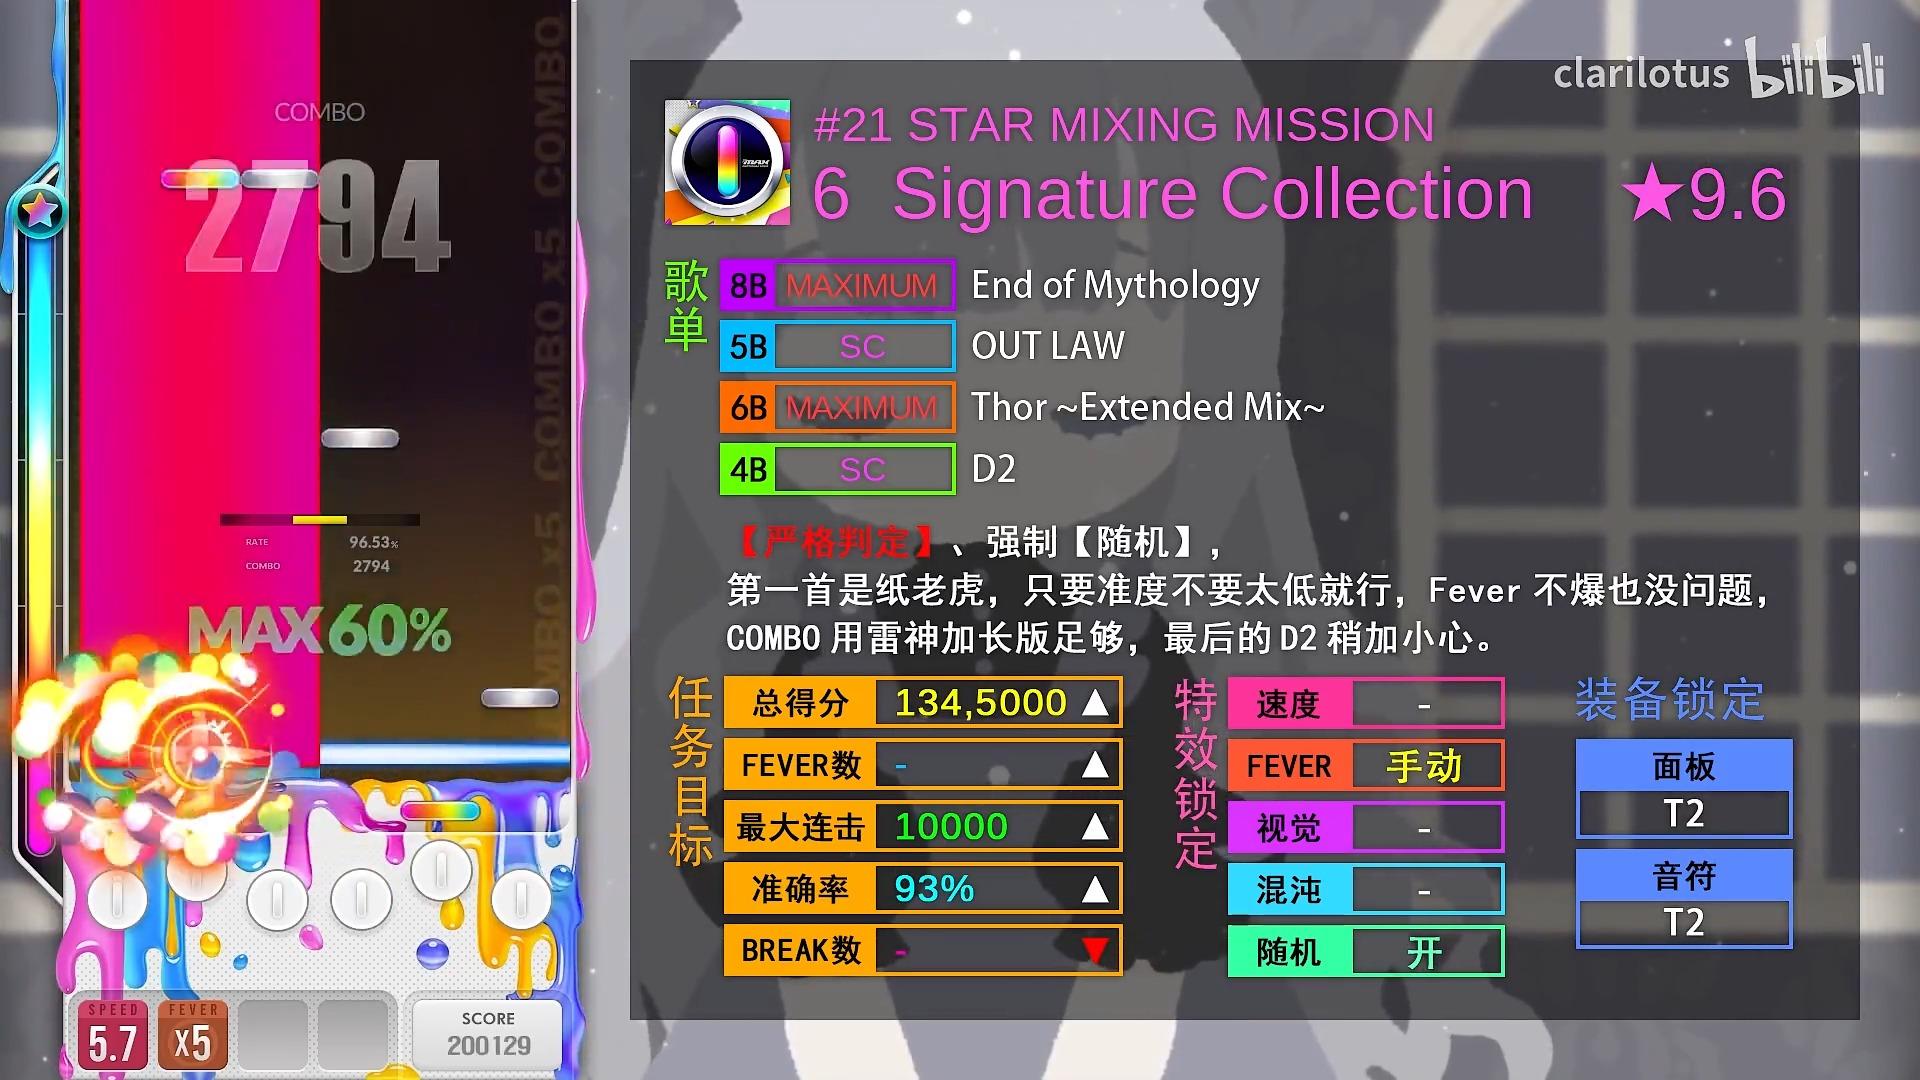 COMBO
2794
COMBO x5 COMBO x5 COMBO x5 COMBO
RATE 96.53%
COMBO 2794
MAX 60%
SPEED
5.7
FEVER
x5
SCORE
200129
clarilotus bilibili
#21 STAR MIXING MISSION
6 Signature Collection ★9.6
歌单
8B MAXIMUM End of Mythology
5B SC OUT LAW
6B MAXIMUM Thor ~Extended Mix~
4B SC D2
【严格判定】、强制【随机】，
第一首是纸老虎，只要准度不要太低就行，Fever 不爆也没问题，
COMBO 用雷神加长版足够，最后的 D2 稍加小心。
任务目标
总得分 134,5000 ▲
FEVER数 - ▲
最大连击 10000 ▲
准确率 93% ▲
BREAK数 - ▼
特效锁定
速度 -
FEVER 手动
视觉 -
混沌 -
随机 开
装备锁定
面板
T2
音符
T2